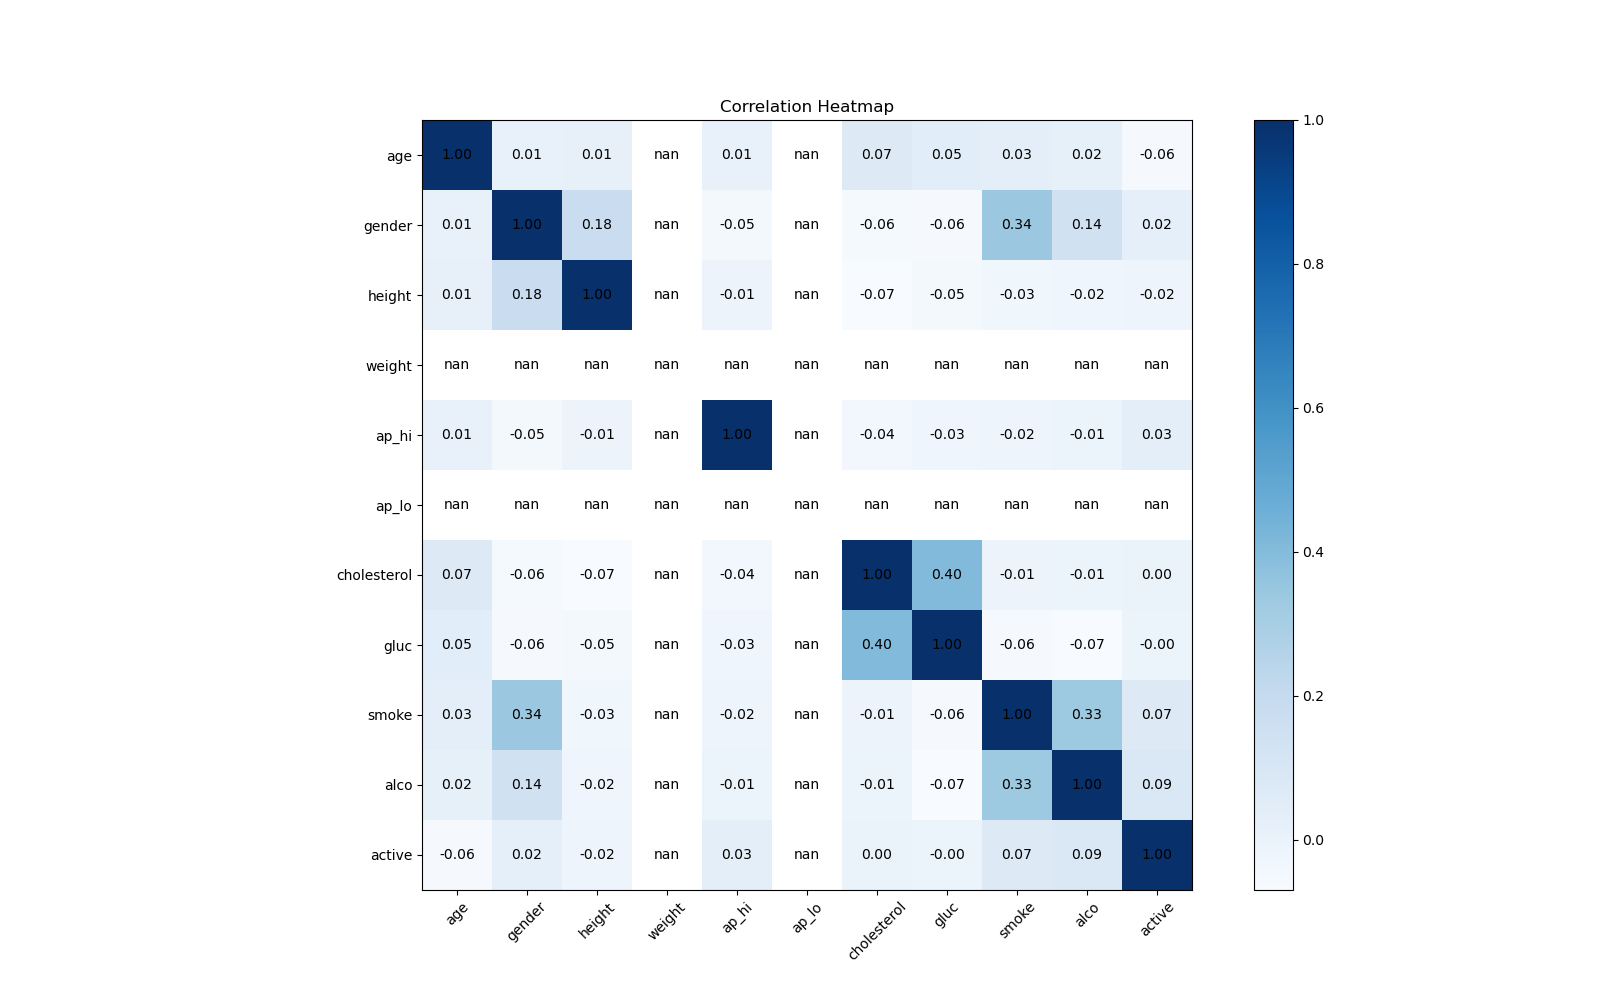 Correlation Heatmap
age 1.00 0.01 0.01 nan 0.01 nan 0.07 0.05 0.03 0.02 -0.06
gender 0.01 1.00 0.18 nan -0.05 nan -0.06 -0.06 0.34 0.14 0.02
height 0.01 0.18 1.00 nan -0.01 nan -0.07 -0.05 -0.03 -0.02 -0.02
weight nan nan nan nan nan nan nan nan nan nan nan
ap_hi 0.01 -0.05 -0.01 nan 1.00 nan -0.04 -0.03 -0.02 -0.01 0.03
ap_lo nan nan nan nan nan nan nan nan nan nan nan
cholesterol 0.07 -0.06 -0.07 nan -0.04 nan 1.00 0.40 -0.01 -0.01 0.00
gluc 0.05 -0.06 -0.05 nan -0.03 nan 0.40 1.00 -0.06 -0.07 -0.00
smoke 0.03 0.34 -0.03 nan -0.02 nan -0.01 -0.06 1.00 0.33 0.07
alco 0.02 0.14 -0.02 nan -0.01 nan -0.01 -0.07 0.33 1.00 0.09
active -0.06 0.02 -0.02 nan 0.03 nan 0.00 -0.00 0.07 0.09 1.00
age gender height weight ap_hi ap_lo cholesterol gluc smoke alco active
1.0
0.8
0.6
0.4
0.2
0.0